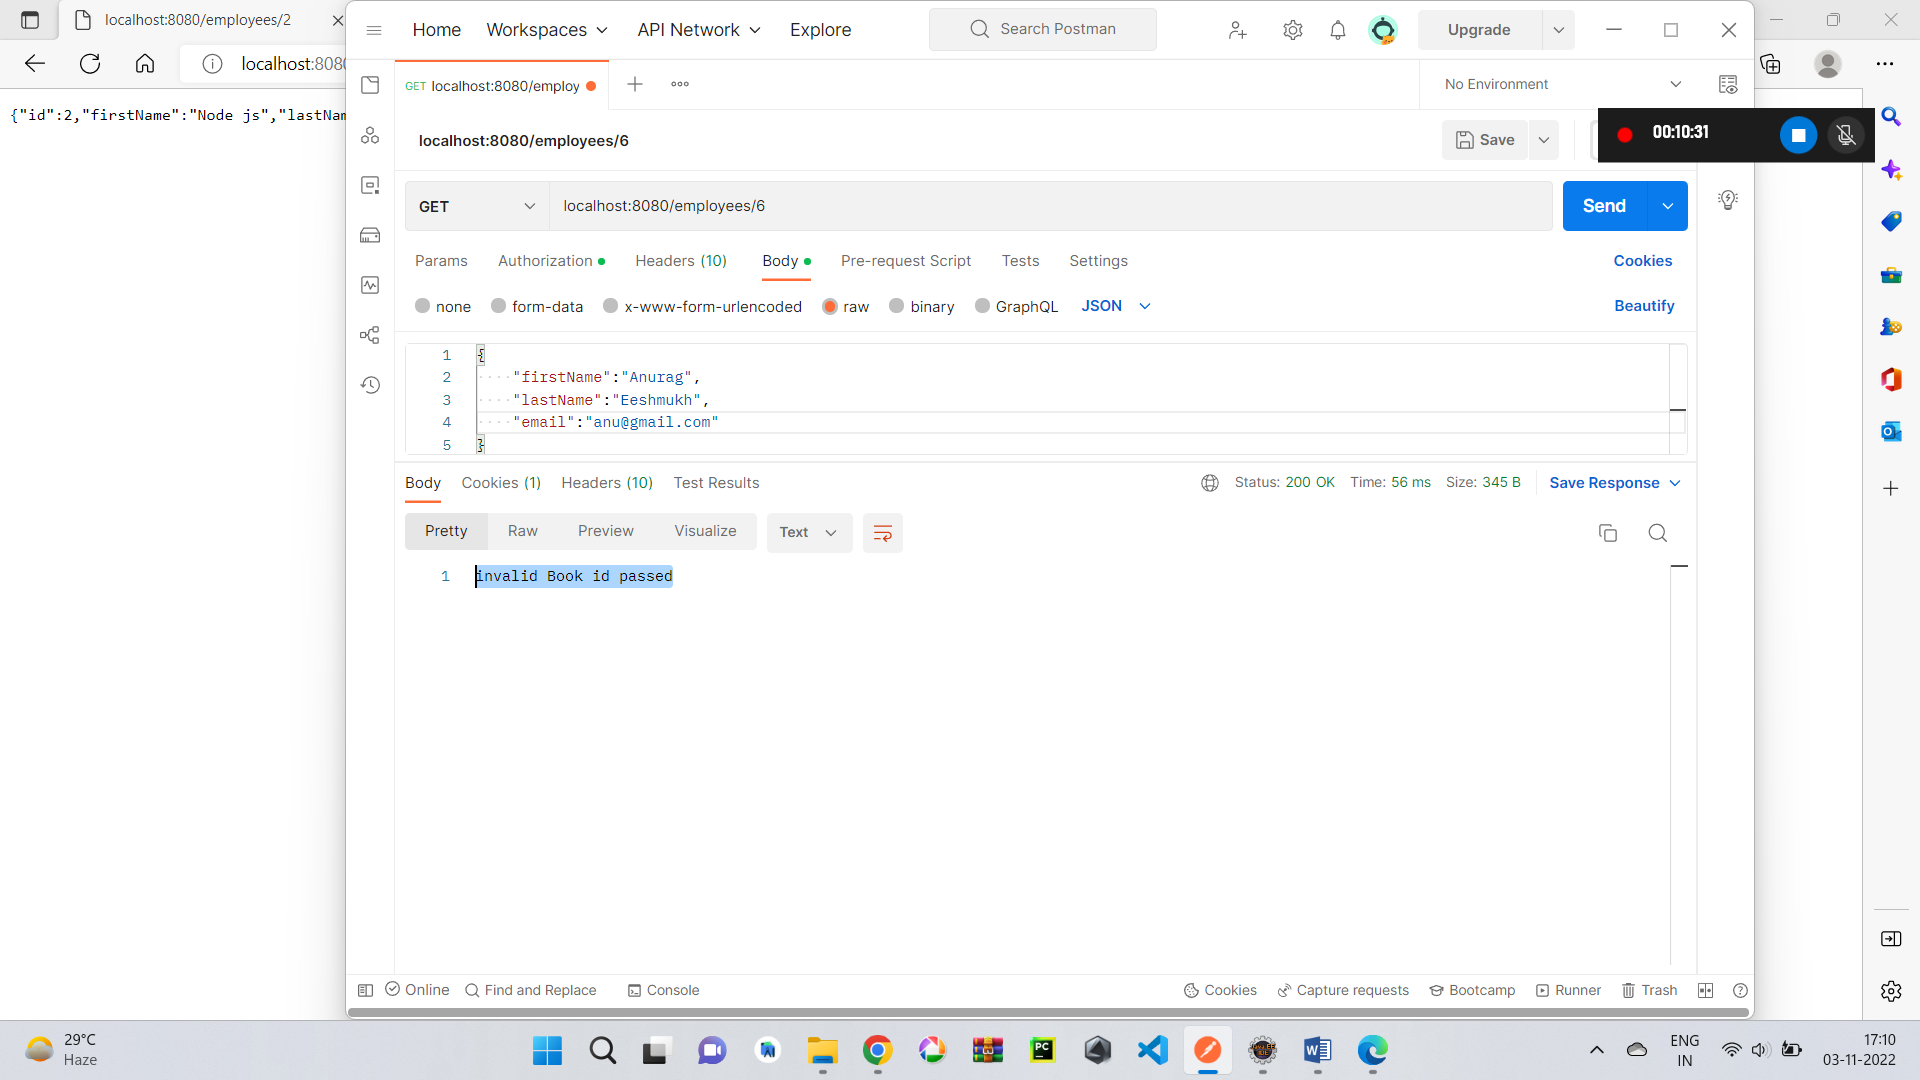 localhost:8080/employees/2
localhost:808
{"id":2,"firstName":"Node js","lastNam
Home Workspaces API Network Explore Search Postman Upgrade
GET localhost:8080/employ No Environment
00:10:31
localhost:8080/employees/6 Save
GET localhost:8080/employees/6 Send
Params Authorization Headers (10) Body Pre-request Script Tests Settings Cookies
none form-data x-www-form-urlencoded raw binary GraphQL JSON Beautify
1 {
2 "firstName":"Anurag",
3 "lastName":"Eeshmukh",
4 "email":"anu@gmail.com"
5 }
Body Cookies (1) Headers (10) Test Results Status: 200 OK Time: 56 ms Size: 345 B Save Response
Pretty Raw Preview Visualize Text
1 invalid Book id passed
Online Find and Replace Console Cookies Capture requests Bootcamp Runner Trash
29°C
Haze
PC
ENG
IN
17:10
03-11-2022